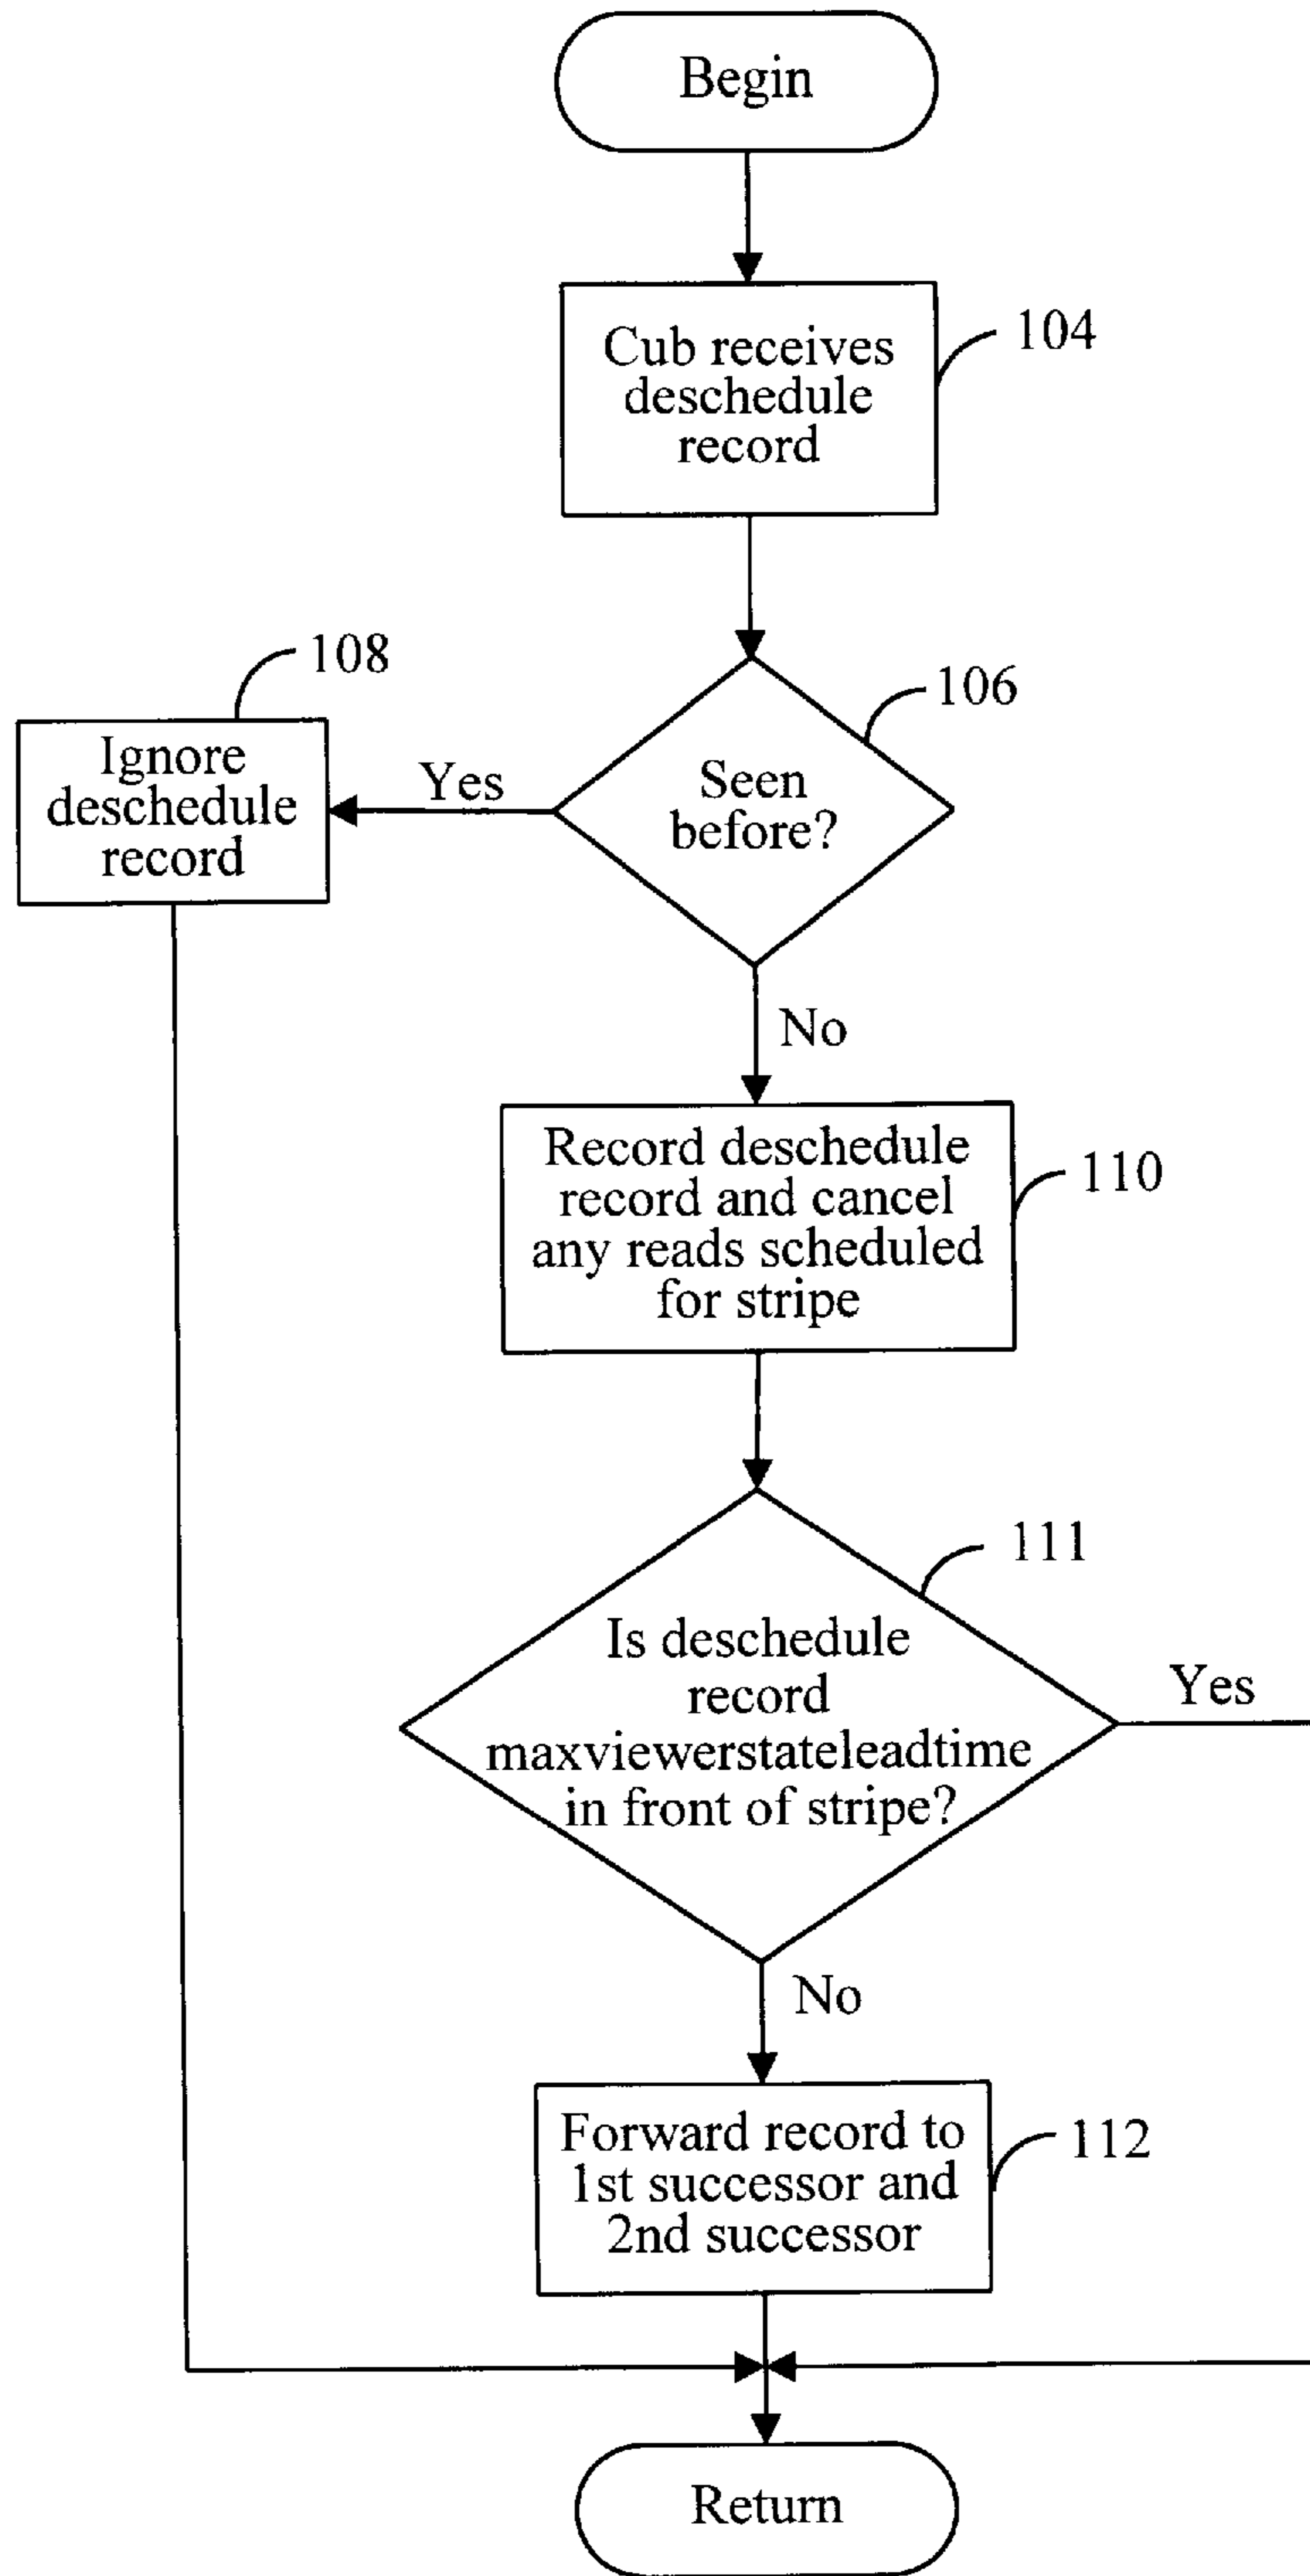 Begin
Cub receives
deschedule
record
104
108
106
Ignore
deschedule
record
Yes
Seen
before?
No
Record deschedule
record and cancel
any reads scheduled
for stripe
110
111
Is deschedule
record
maxviewerstateleadtime
in front of stripe?
Yes
No
Forward record to
1st successor and
2nd successor
112
Return